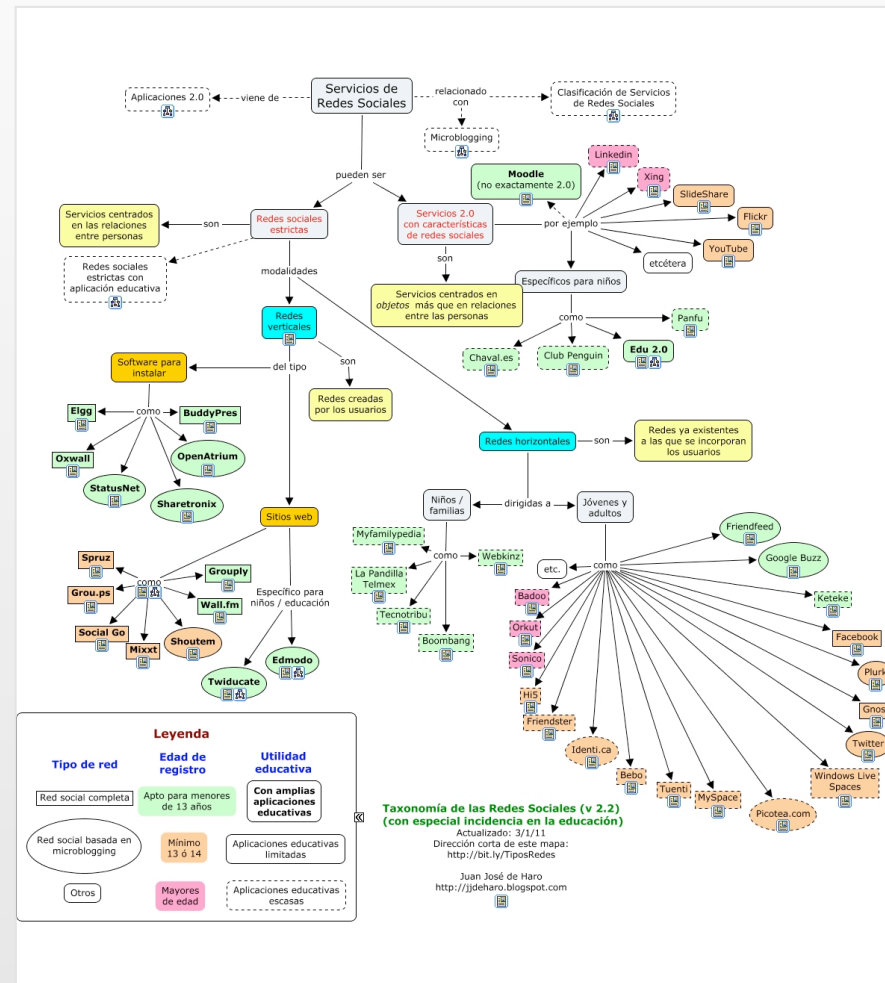 Servicios de
Redes Sociales
Aplicaciones 2.0
viene de
relacionado
con
Clasificación de Servicios
de Redes Sociales
Microblogging
pueden ser
Moodle
(no exactamente 2.0)
Linkedin
Xing
SlideShare
Flickr
YouTube
etcétera
por ejemplo
Servicios centrados
en las relaciones
entre personas
son
Redes sociales
estrictas
Servicios 2.0
con características
de redes sociales
Redes sociales
estrictas con
aplicación educativa
modalidades
son
Servicios centrados en
objetos más que en relaciones
entre las personas
Específicos para niños
como
Panfu
Chaval.es
Club Penguin
Edu 2.0
Redes
verticales
Software para
instalar
del tipo
son
Redes creadas
por los usuarios
Elgg
como
BuddyPres
Oxwall
OpenAtrium
StatusNet
Sharetronix
Redes horizontales
son
Redes ya existentes
a las que se incorporan
los usuarios
Niños /
familias
dirigidas a
Jóvenes y
adultos
Sitios web
Myfamilypedia
como
Webkinz
La Pandilla
Telmex
Tecnotribu
Boombang
Spruz
como
Grouply
Grou.ps
Wall.fm
Social Go
Mixxt
Shoutem
Específico para
niños / educación
Edmodo
Twiducate
etc.
como
Friendfeed
Google Buzz
Keteke
Badoo
Orkut
Sonico
Hi5
Friendster
Identi.ca
Bebo
Tuenti
MySpace
Picotea.com
Windows Live
Spaces
Twitter
Gnos
Plurk
Facebook
Leyenda
Tipo de red
Edad de
registro
Utilidad
educativa
Red social completa
Apto para menores
de 13 años
Con amplias
aplicaciones
educativas
Red social basada en
microblogging
Mínimo
13 ó 14
Aplicaciones educativas
limitadas
Otros
Mayores
de edad
Aplicaciones educativas
escasas
Taxonomía de las Redes Sociales (v 2.2)
(con especial incidencia en la educación)
Actualizado: 3/1/11
Dirección corta de este mapa:
http://bit.ly/TiposRedes
Juan José de Haro
http://jjdeharo.blogspot.com